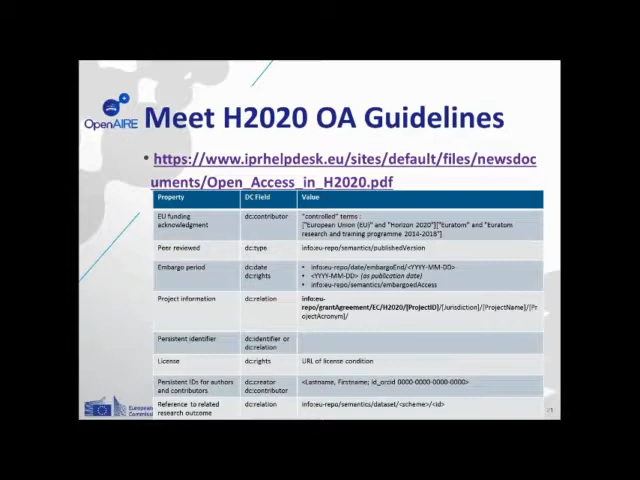 OpenAIRE
Meet H2020 OA Guidelines
• https://www.iprhelpdesk.eu/sites/default/files/newsdoc
uments/Open_Access_in_H2020.pdf
Property DC Field Value
EU funding acknowledgment dc:contributor "controlled" terms :
["European Union (EU)" and "Horizon 2020"]["Euratom" and "Euratom
research and training programme 2014-2018"]
Peer reviewed dc:type info:eu-repo/semantics/publishedVersion
Embargo period dc:date • info:eu-repo/date/embargoEnd/<YYYY-MM-DD>
dc:rights • <YYYY-MM-DD> (as publication date)
• info:eu-repo/semantics/embargoedAccess
Project information dc:relation info:eu-
repo/grantAgreement/EC/H2020/[ProjectID]/[Jurisdiction]/[ProjectName]/[Pr
ojectAcronym]/
Persistent identifier dc:identifier or
dc:relation
License dc:rights URL of license condition
Persistent IDs for authors dc:creator <Lastname, Firstname; id_orcid 0000-0000-0000-0000>
and contributors dc:contributor
Reference to related dc:relation info:eu-repo/semantics/dataset/<scheme>/<id>
research outcome
European
Commiss
21